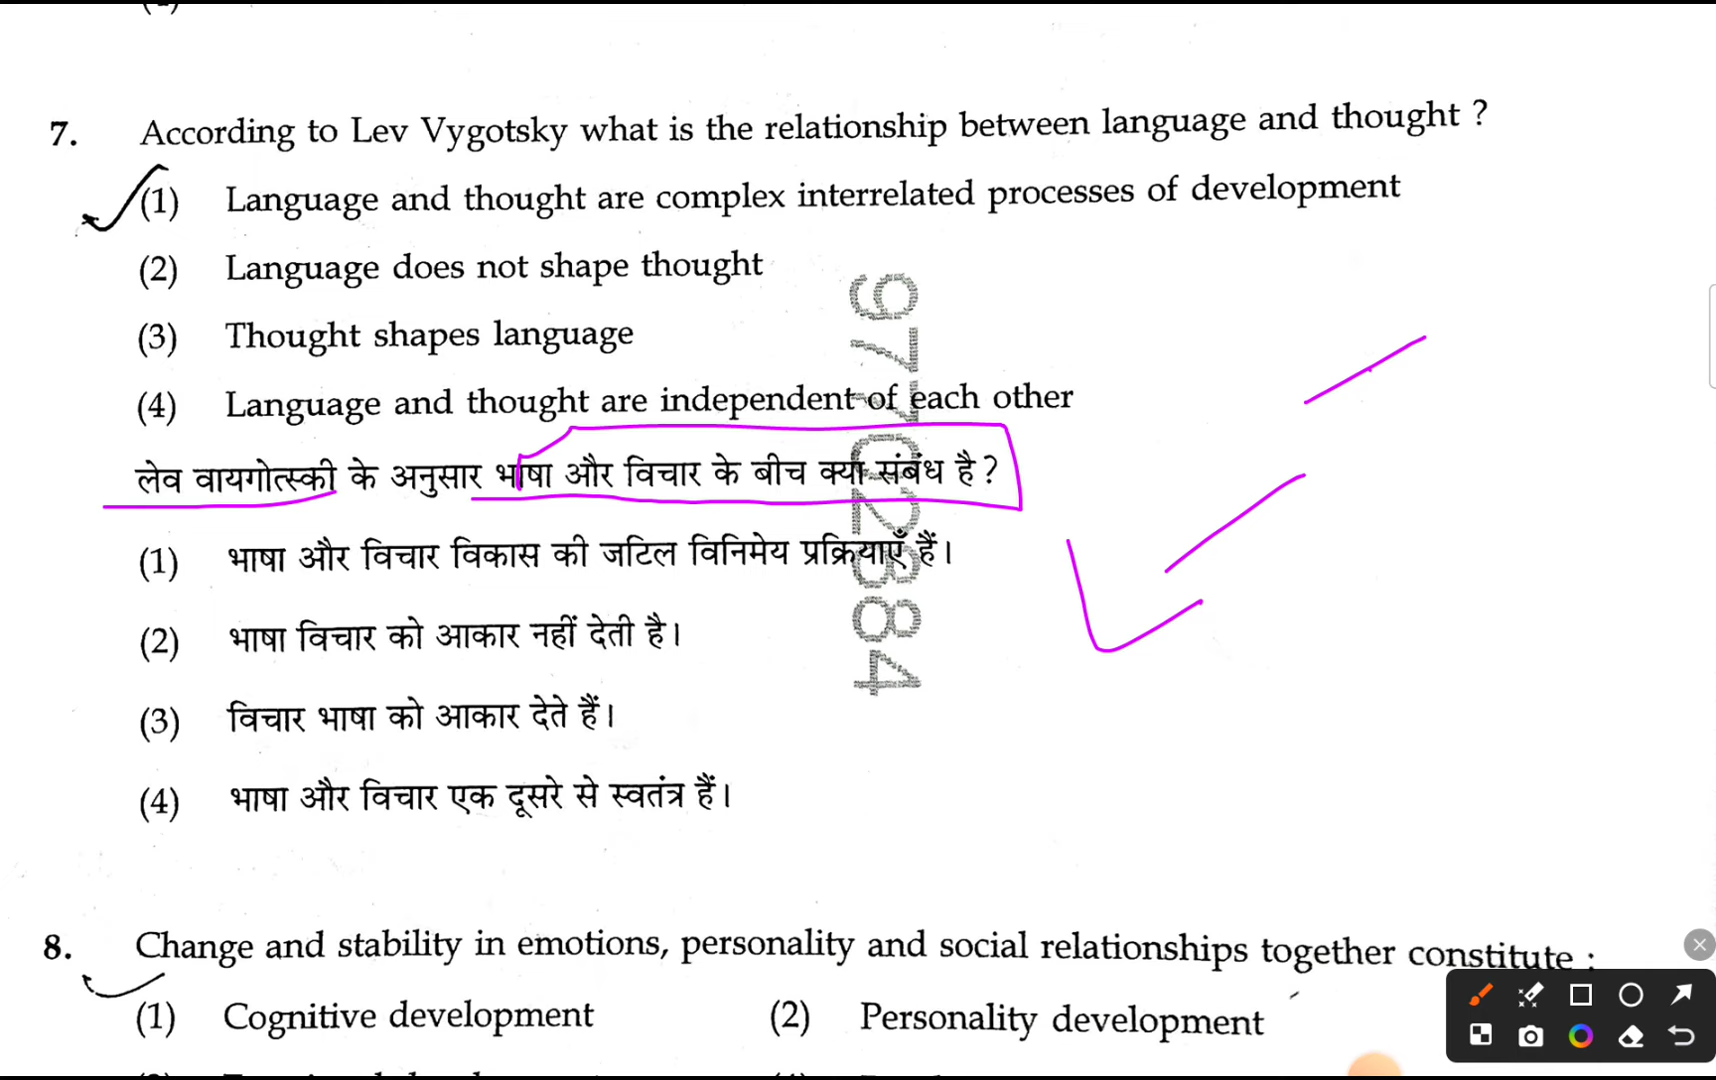 7. According to Lev Vygotsky what is the relationship between language and thought ?
(1) Language and thought are complex interrelated processes of development
(2) Language does not shape thought
(3) Thought shapes language
(4) Language and thought are independent of each other
लेव वायगोत्स्की के अनुसार भाषा और विचार के बीच क्या संबंध है ?
(1) भाषा और विचार विकास की जटिल विनिमेय प्रक्रियाएँ हैं।
(2) भाषा विचार को आकार नहीं देती है।
(3) विचार भाषा को आकार देते हैं।
(4) भाषा और विचार एक दूसरे से स्वतंत्र हैं।
8. Change and stability in emotions, personality and social relationships together constitute :
(1) Cognitive development (2) Personality development